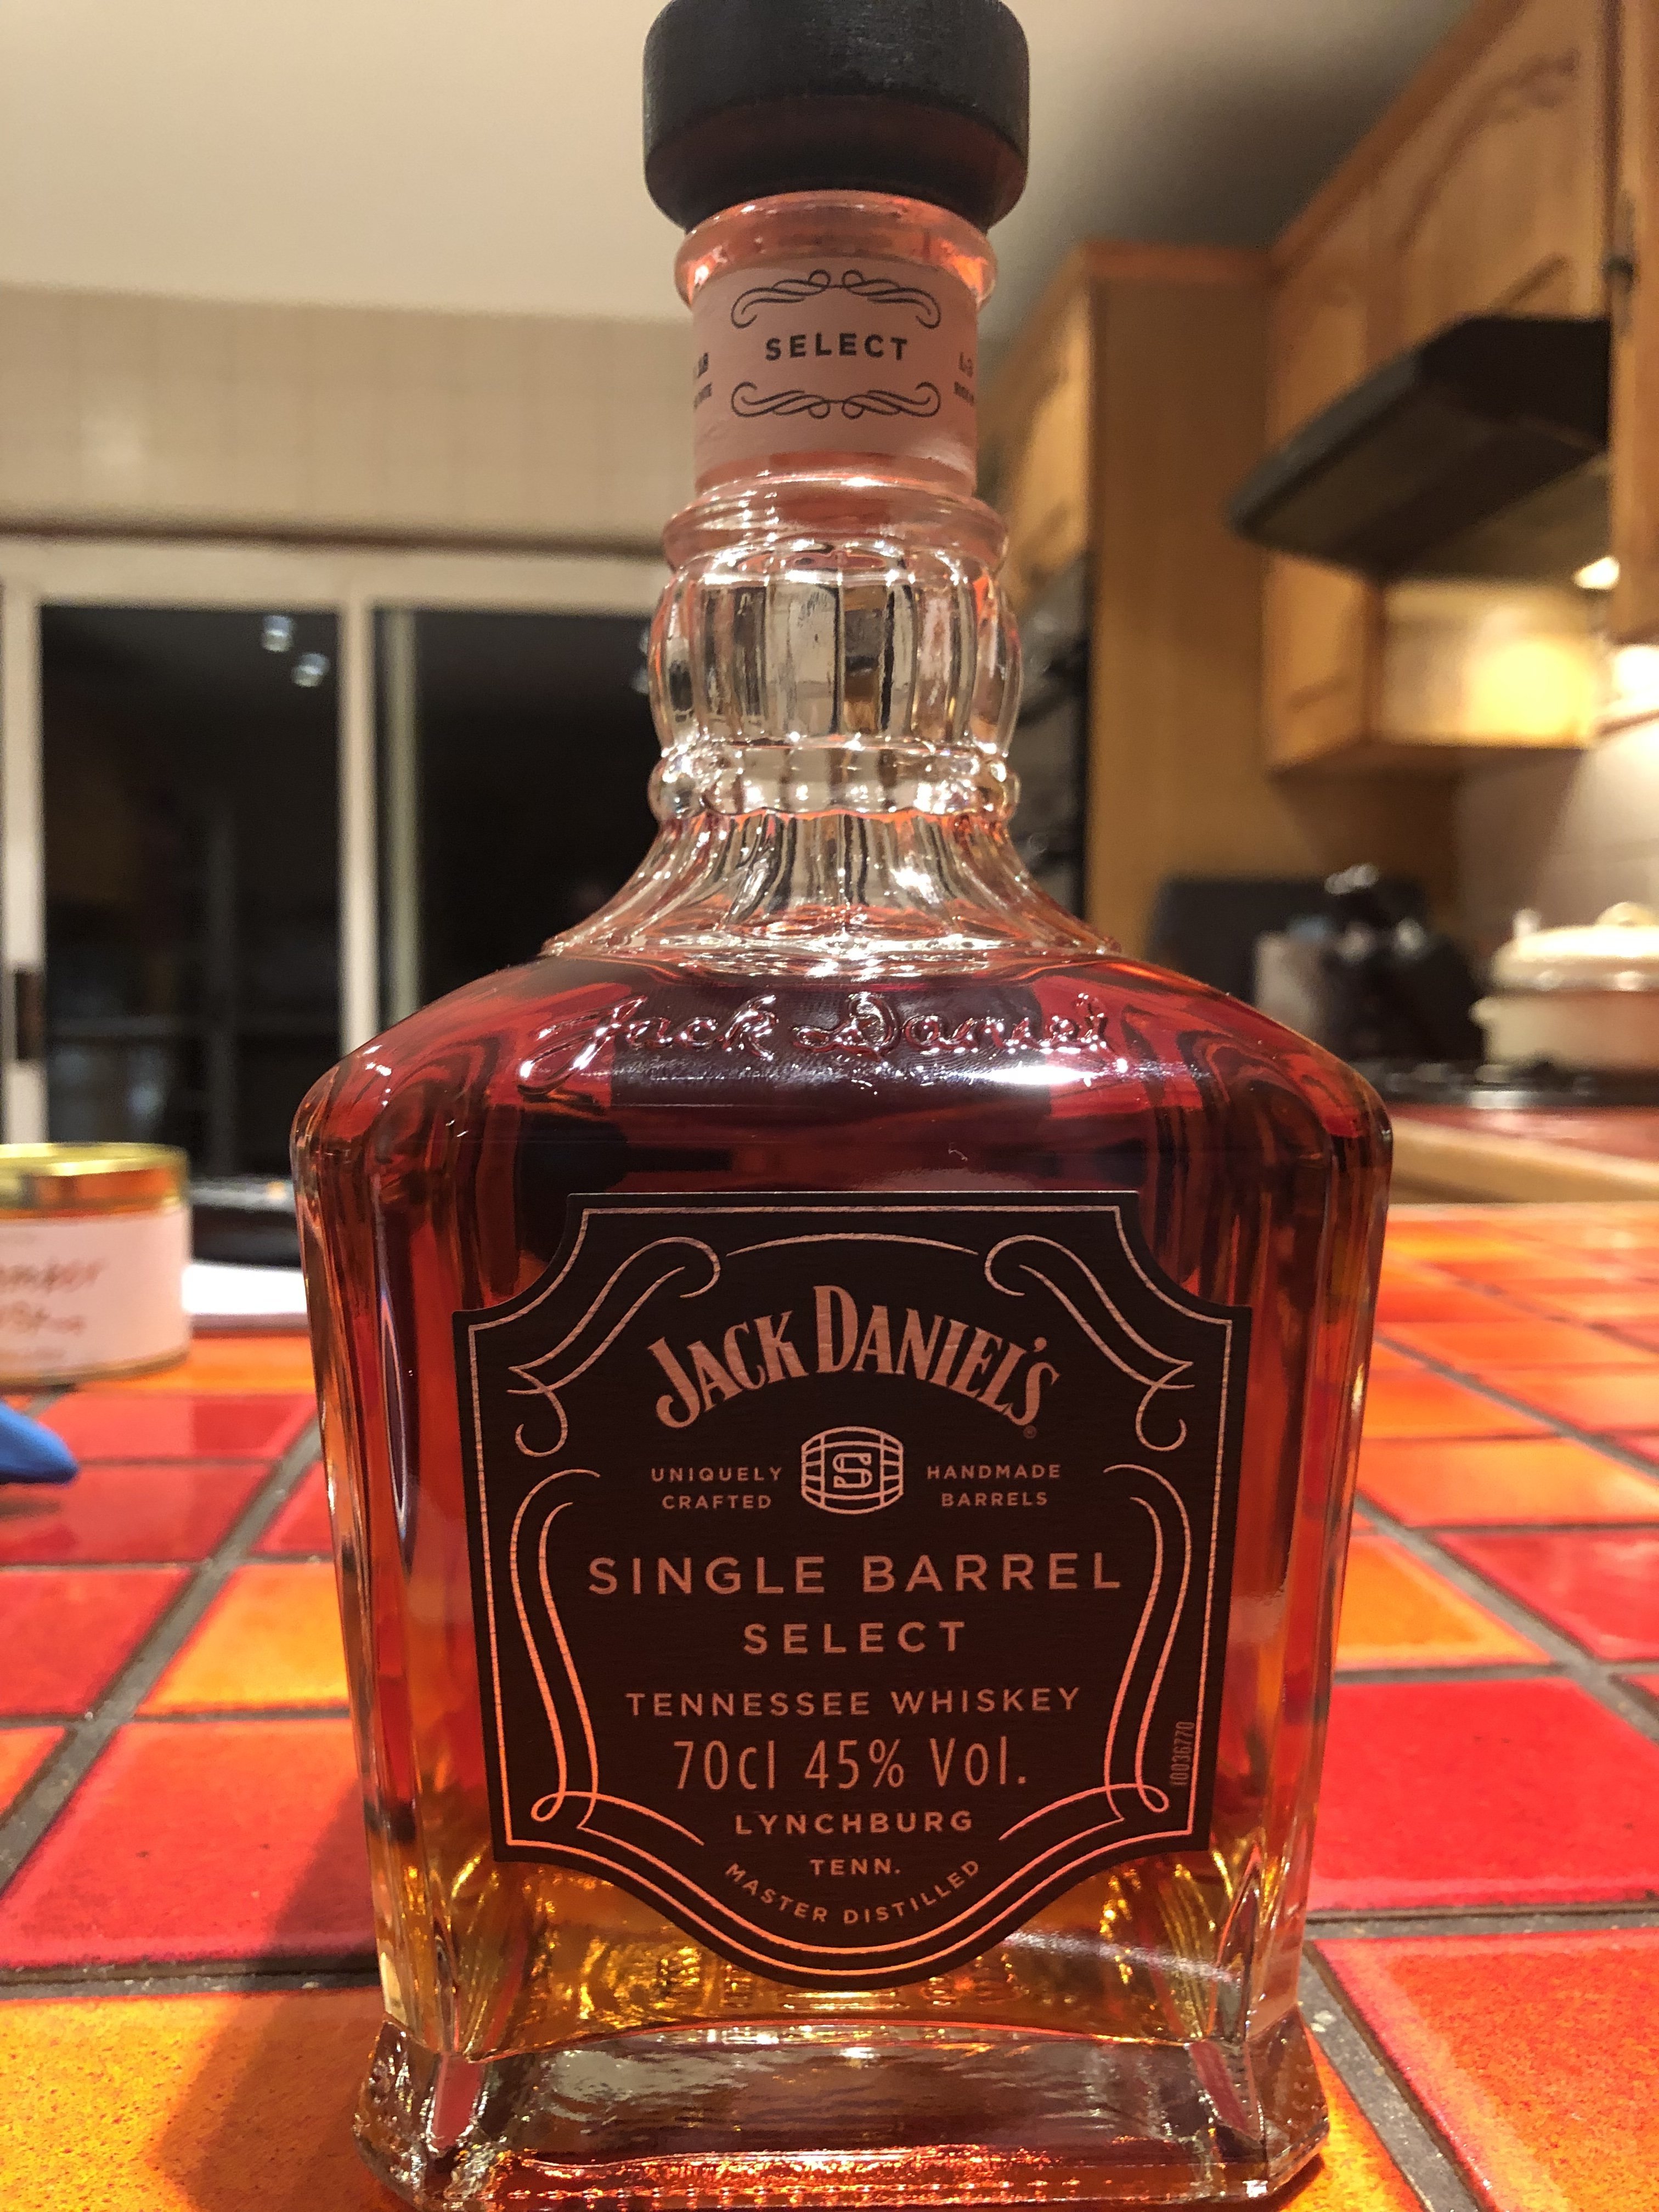 SELECT
Jack Daniel
JACK DANIEL'S
UNIQUELY
CRAFTED
S
HANDMADE
BARRELS
SINGLE BARREL
SELECT
TENNESSEE WHISKEY
70cl 45% Vol.
10036770
LYNCHBURG
TENN.
MASTER DISTILLED